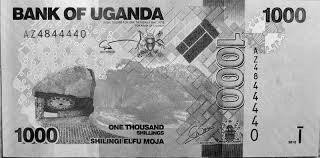 BANK OF UGANDA 1000
AZ4844440
1000
AZ4844440
ONE THOUSAND
SHILLINGS
1000 SHILINGI ELFU MOJA